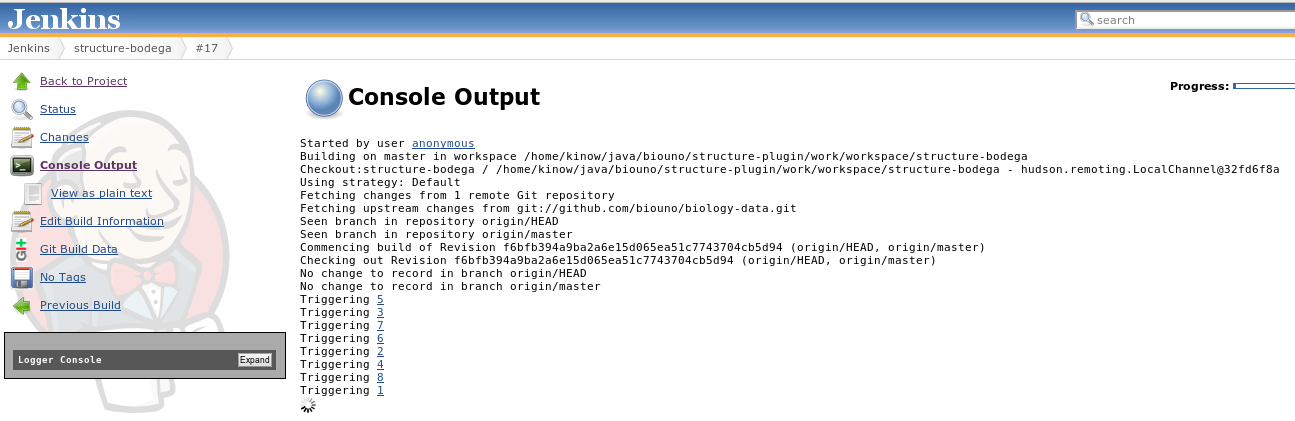 Jenkins
search
Jenkins structure-bodega #17
Back to Project
Status
Changes
Console Output
View as plain text
Edit Build Information
Git Build Data
No Tags
Previous Build
Logger Console Expand
Console Output
Progress:
Started by user anonymous
Building on master in workspace /home/kinow/java/biouno/structure-plugin/work/workspace/structure-bodega
Checkout:structure-bodega / /home/kinow/java/biouno/structure-plugin/work/workspace/structure-bodega - hudson.remoting.LocalChannel@32fd6f8a
Using strategy: Default
Fetching changes from 1 remote Git repository
Fetching upstream changes from git://github.com/biouno/biology-data.git
Seen branch in repository origin/HEAD
Seen branch in repository origin/master
Commencing build of Revision f6bfb394a9ba2a6e15d065ea51c7743704cb5d94 (origin/HEAD, origin/master)
Checking out Revision f6bfb394a9ba2a6e15d065ea51c7743704cb5d94 (origin/HEAD, origin/master)
No change to record in branch origin/HEAD
No change to record in branch origin/master
Triggering 5
Triggering 3
Triggering 7
Triggering 6
Triggering 2
Triggering 4
Triggering 8
Triggering 1